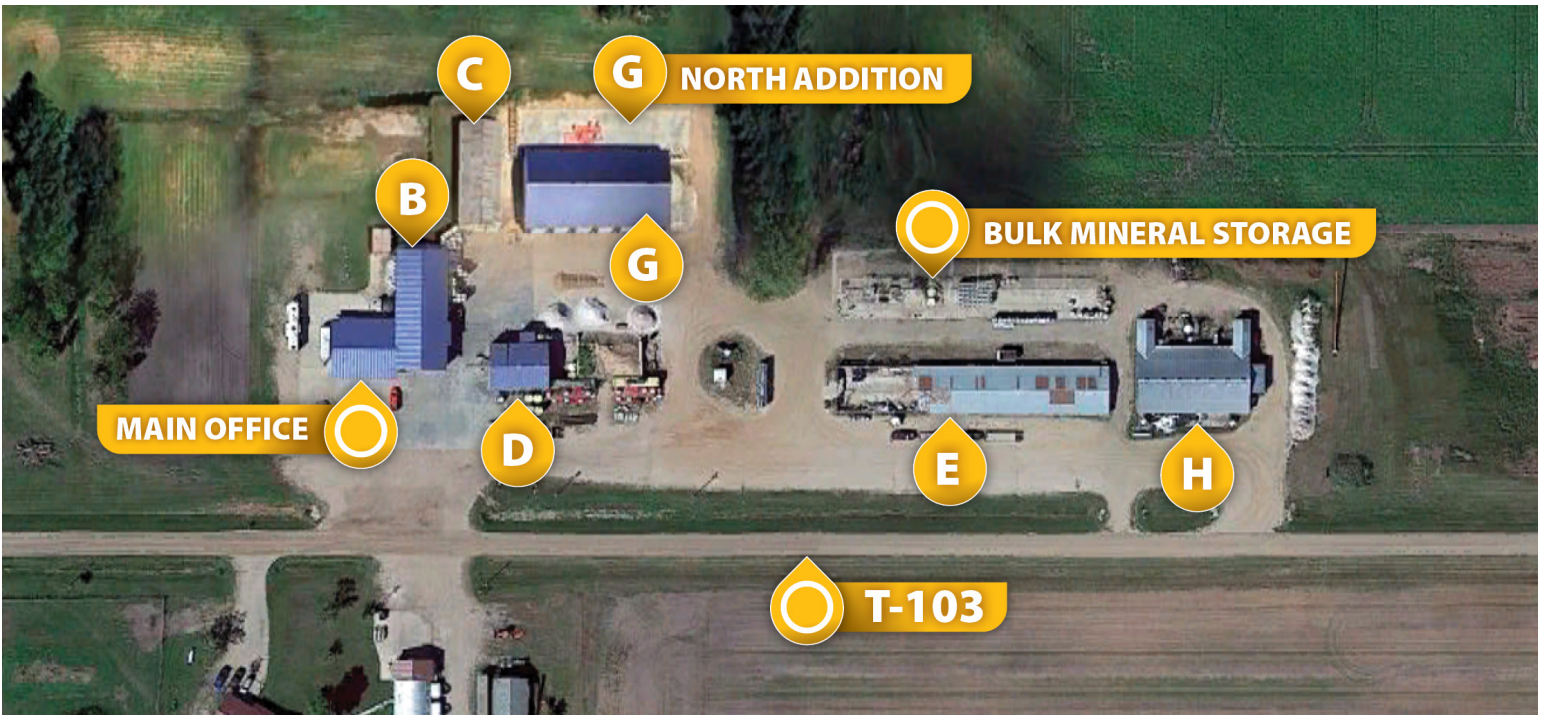 C
G NORTH ADDITION
B
BULK MINERAL STORAGE
G
MAIN OFFICE
D
E
H
T-103